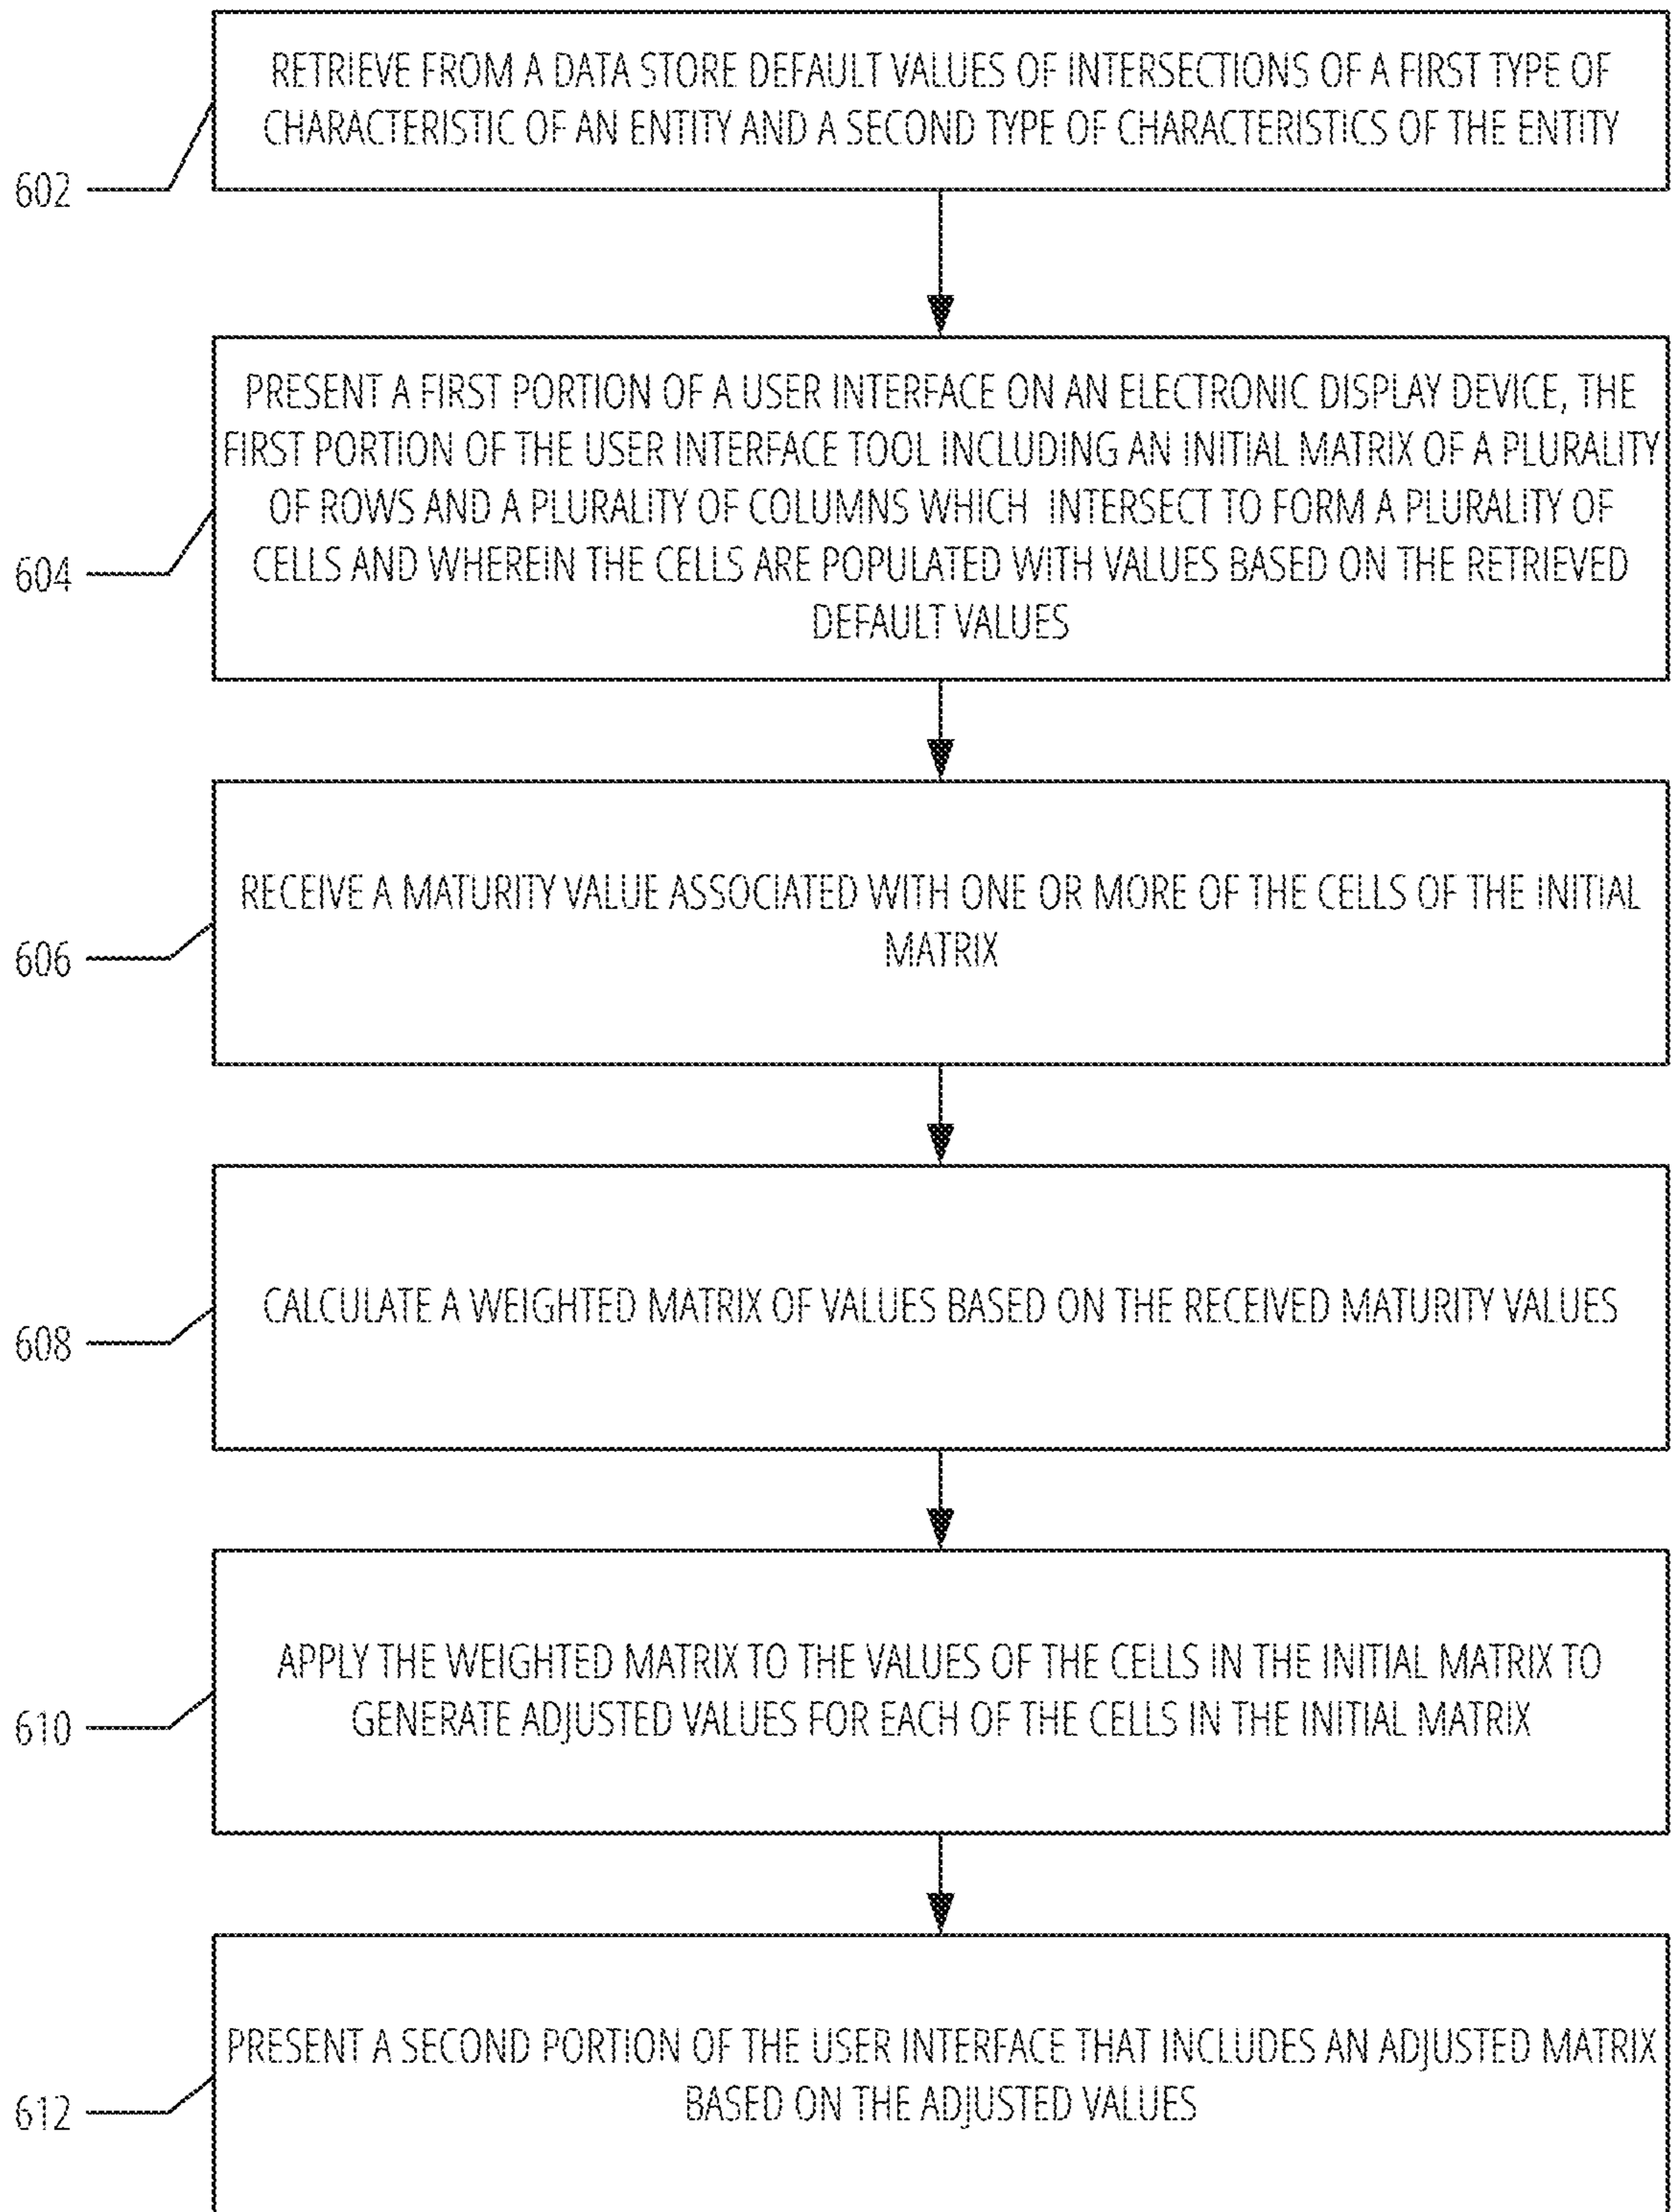 RETRIEVE FROM A DATA STORE DEFAULT VALUES OF INTERSECTIONS OF A FIRST TYPE OF
CHARACTERISTIC OF AN ENTITY AND A SECOND TYPE OF CHARACTERISTICS OF THE ENTITY
602
PRESENT A FIRST PORTION OF A USER INTERFACE ON AN ELECTRONIC DISPLAY DEVICE, THE
FIRST PORTION OF THE USER INTERFACE TOOL INCLUDING AN INITIAL MATRIX OF A PLURALITY
OF ROWS AND A PLURALITY OF COLUMNS WHICH INTERSECT TO FORM A PLURALITY OF
CELLS AND WHEREIN THE CELLS ARE POPULATED WITH VALUES BASED ON THE RETRIEVED
DEFAULT VALUES
604
RECEIVE A MATURITY VALUE ASSOCIATED WITH ONE OR MORE OF THE CELLS OF THE INITIAL
MATRIX
606
CALCULATE A WEIGHTED MATRIX OF VALUES BASED ON THE RECEIVED MATURITY VALUES
608
APPLY THE WEIGHTED MATRIX TO THE VALUES OF THE CELLS IN THE INITIAL MATRIX TO
GENERATE ADJUSTED VALUES FOR EACH OF THE CELLS IN THE INITIAL MATRIX
610
PRESENT A SECOND PORTION OF THE USER INTERFACE THAT INCLUDES AN ADJUSTED MATRIX
BASED ON THE ADJUSTED VALUES
612